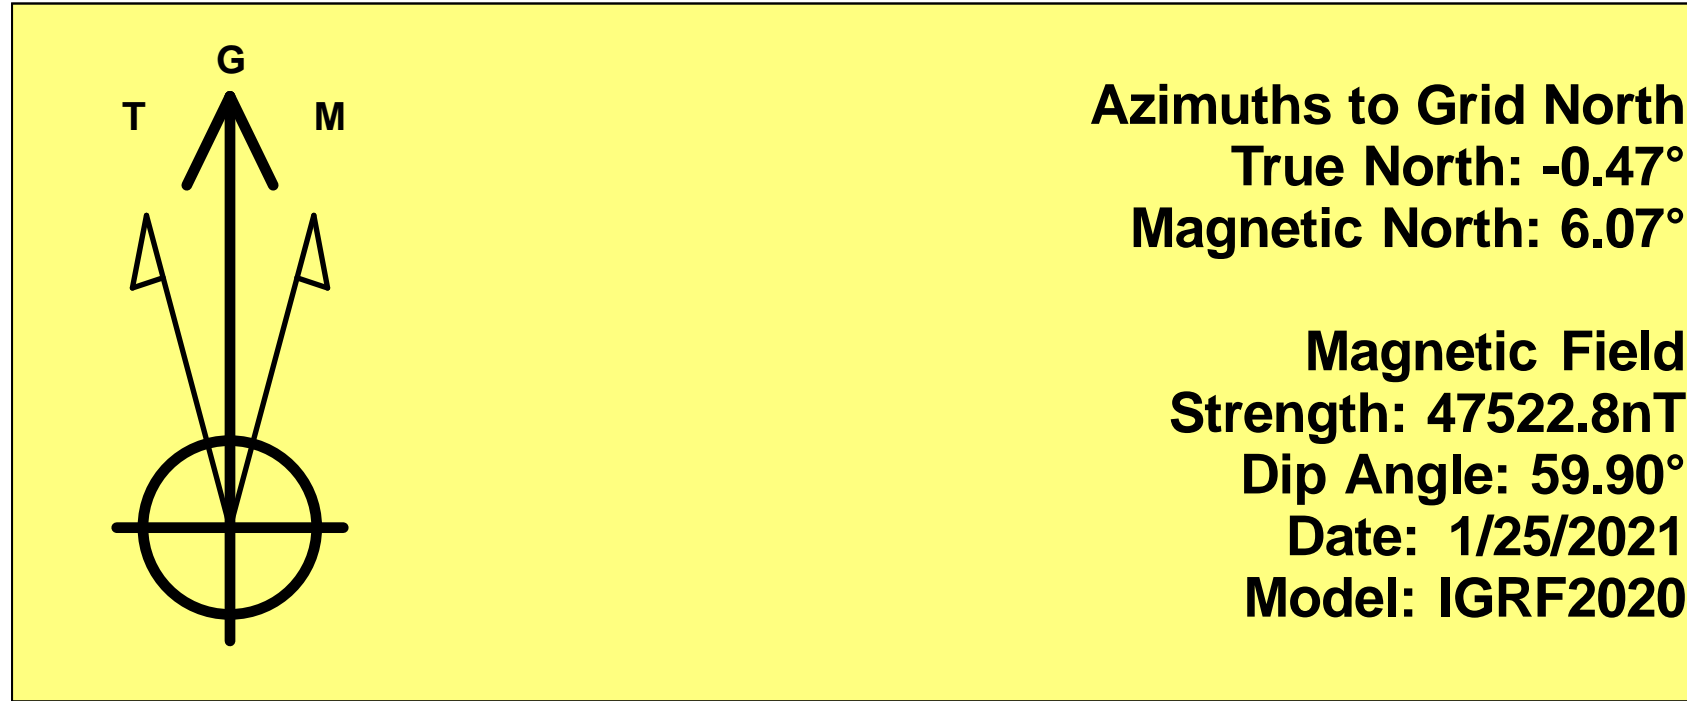 G
T
M
Azimuths to Grid North
True North: -0.47°
Magnetic North: 6.07°
Magnetic Field
Strength: 47522.8nT
Dip Angle: 59.90°
Date: 1/25/2021
Model: IGRF2020